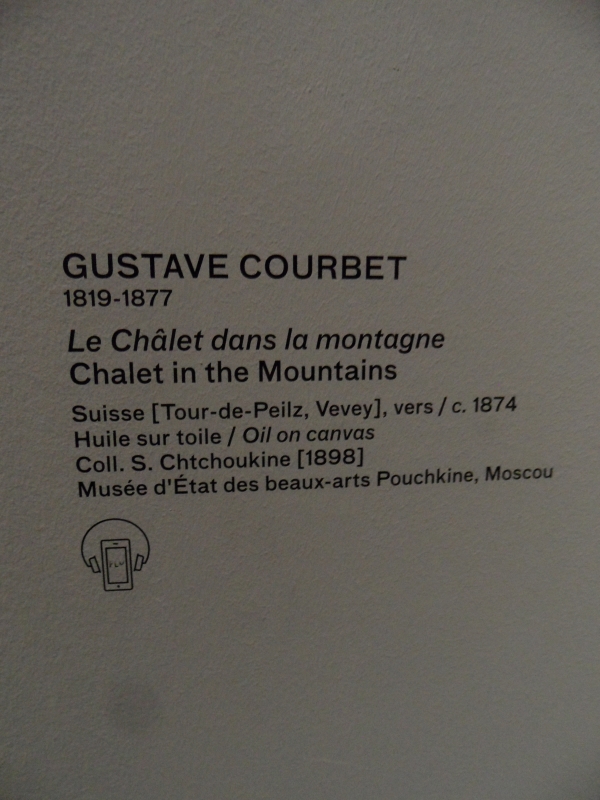 GUSTAVE COURBET
1819-1877
Le Châlet dans la montagne
Chalet in the Mountains
Suisse [Tour-de-Peilz, Vevey], vers / c. 1874
Huile sur toile / Oil on canvas
Coll. S. Chtchoukine [1898]
Musée d'État des beaux-arts Pouchkine, Moscou
FLV